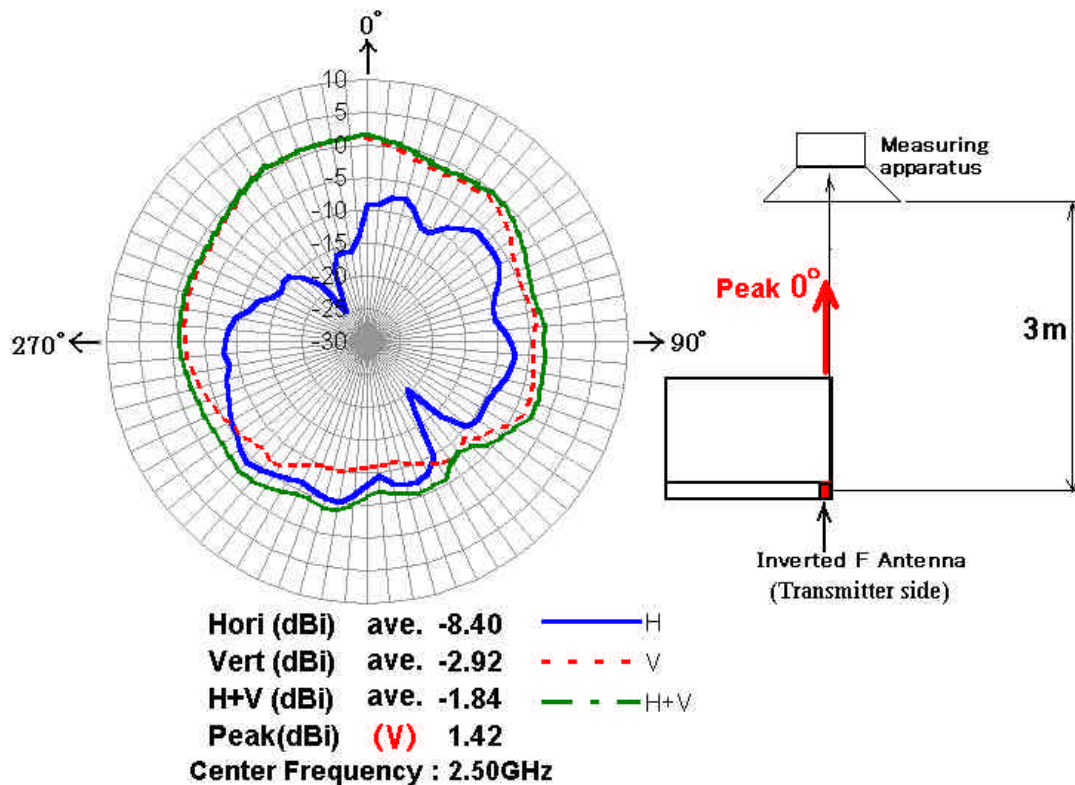 0°
10
5
0
-5
-10
-15
-20
-25
-30
270°
90°
Measuring
apparatus
Peak 0°
3m
Inverted F Antenna
(Transmitter side)
Hori (dBi) ave. -8.40 H
Vert (dBi) ave. -2.92 V
H+V (dBi) ave. -1.84 H+V
Peak(dBi) (V) 1.42
Center Frequency : 2.50GHz